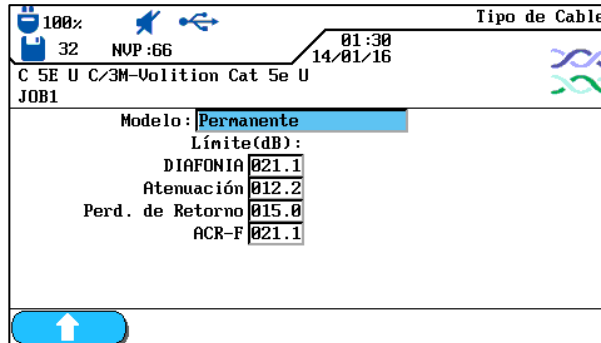 100% Tipo de Cable
32 NVP:66 01:30
14/01/16
C 5E U C/3M-Volition Cat 5e U
JOB1
Modelo: Permanente
Límite(dB):
DIAFONIA 021.1
Atenuación 012.2
Perd. de Retorno 015.0
ACR-F 021.1